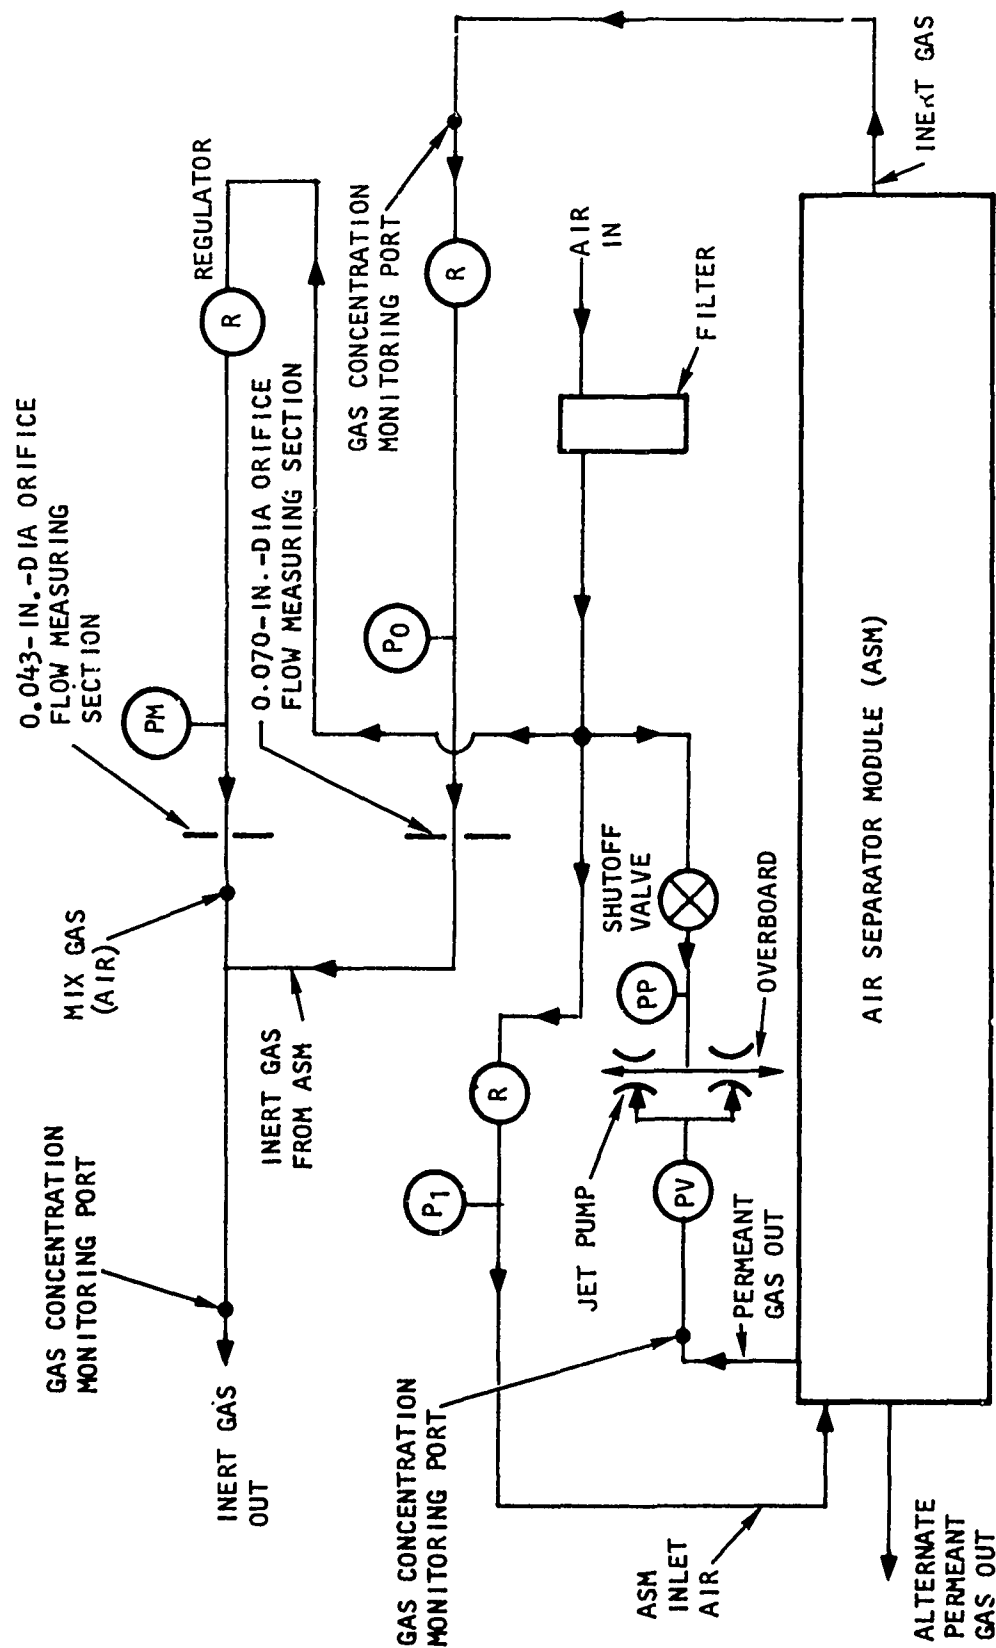 0.043-IN.-DIA ORIFICE
FLOW MEASURING
SECTION
REGULATOR
R
PM
MIX GAS
(AIR)
GAS CONCENTRATION
MONITORING PORT
INERT GAS
OUT
0.070-IN.-DIA ORIFICE
FLOW MEASURING SECTION
GAS CONCENTRATION
MONITORING PORT
R
PO
INERT GAS
FROM ASM
AIR
IN
FILTER
INERT GAS
SHUTOFF
VALVE
PP
OVERBOARD
R
P1
JET PUMP
PV
PERMEANT
GAS OUT
GAS CONCENTRATION
MONITORING PORT
ASM
INLET
AIR
AIR SEPARATOR MODULE (ASM)
ALTERNATE
PERMEANT
GAS OUT